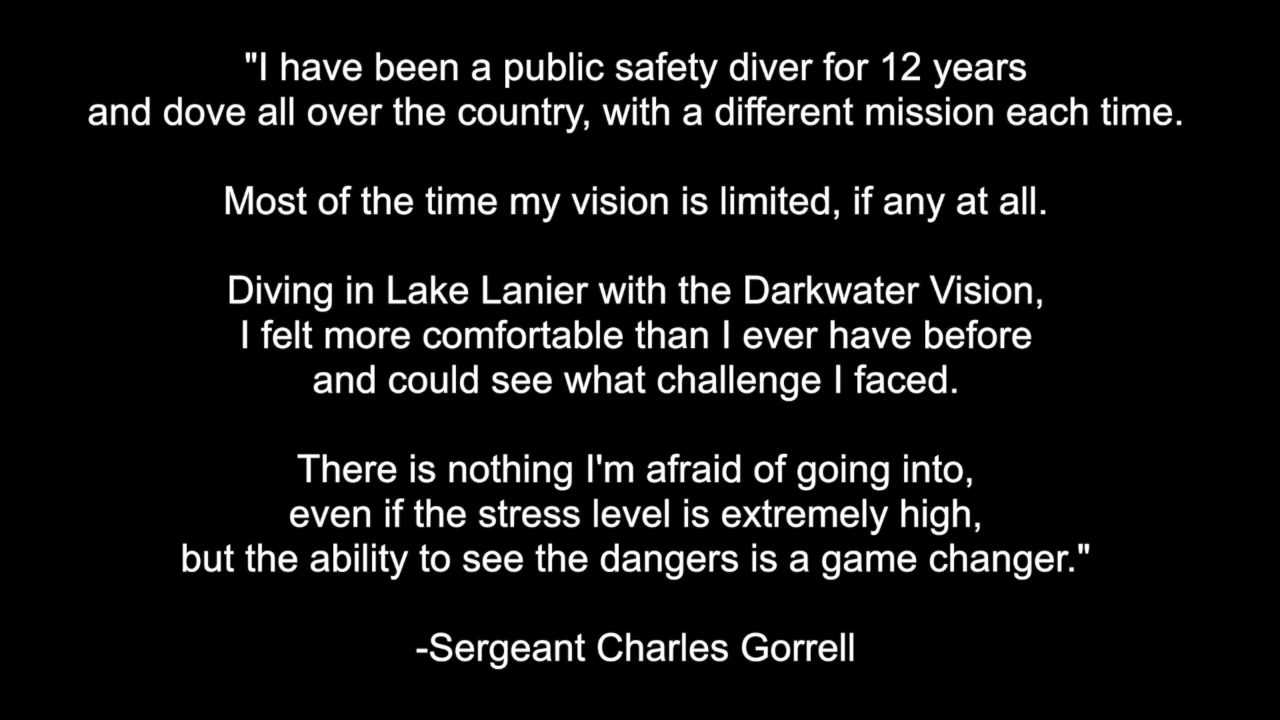 "I have been a public safety diver for 12 years
and dove all over the country, with a different mission each time.
Most of the time my vision is limited, if any at all.
Diving in Lake Lanier with the Darkwater Vision,
I felt more comfortable than I ever have before
and could see what challenge I faced.
There is nothing I'm afraid of going into,
even if the stress level is extremely high,
but the ability to see the dangers is a game changer."
-Sergeant Charles Gorrell